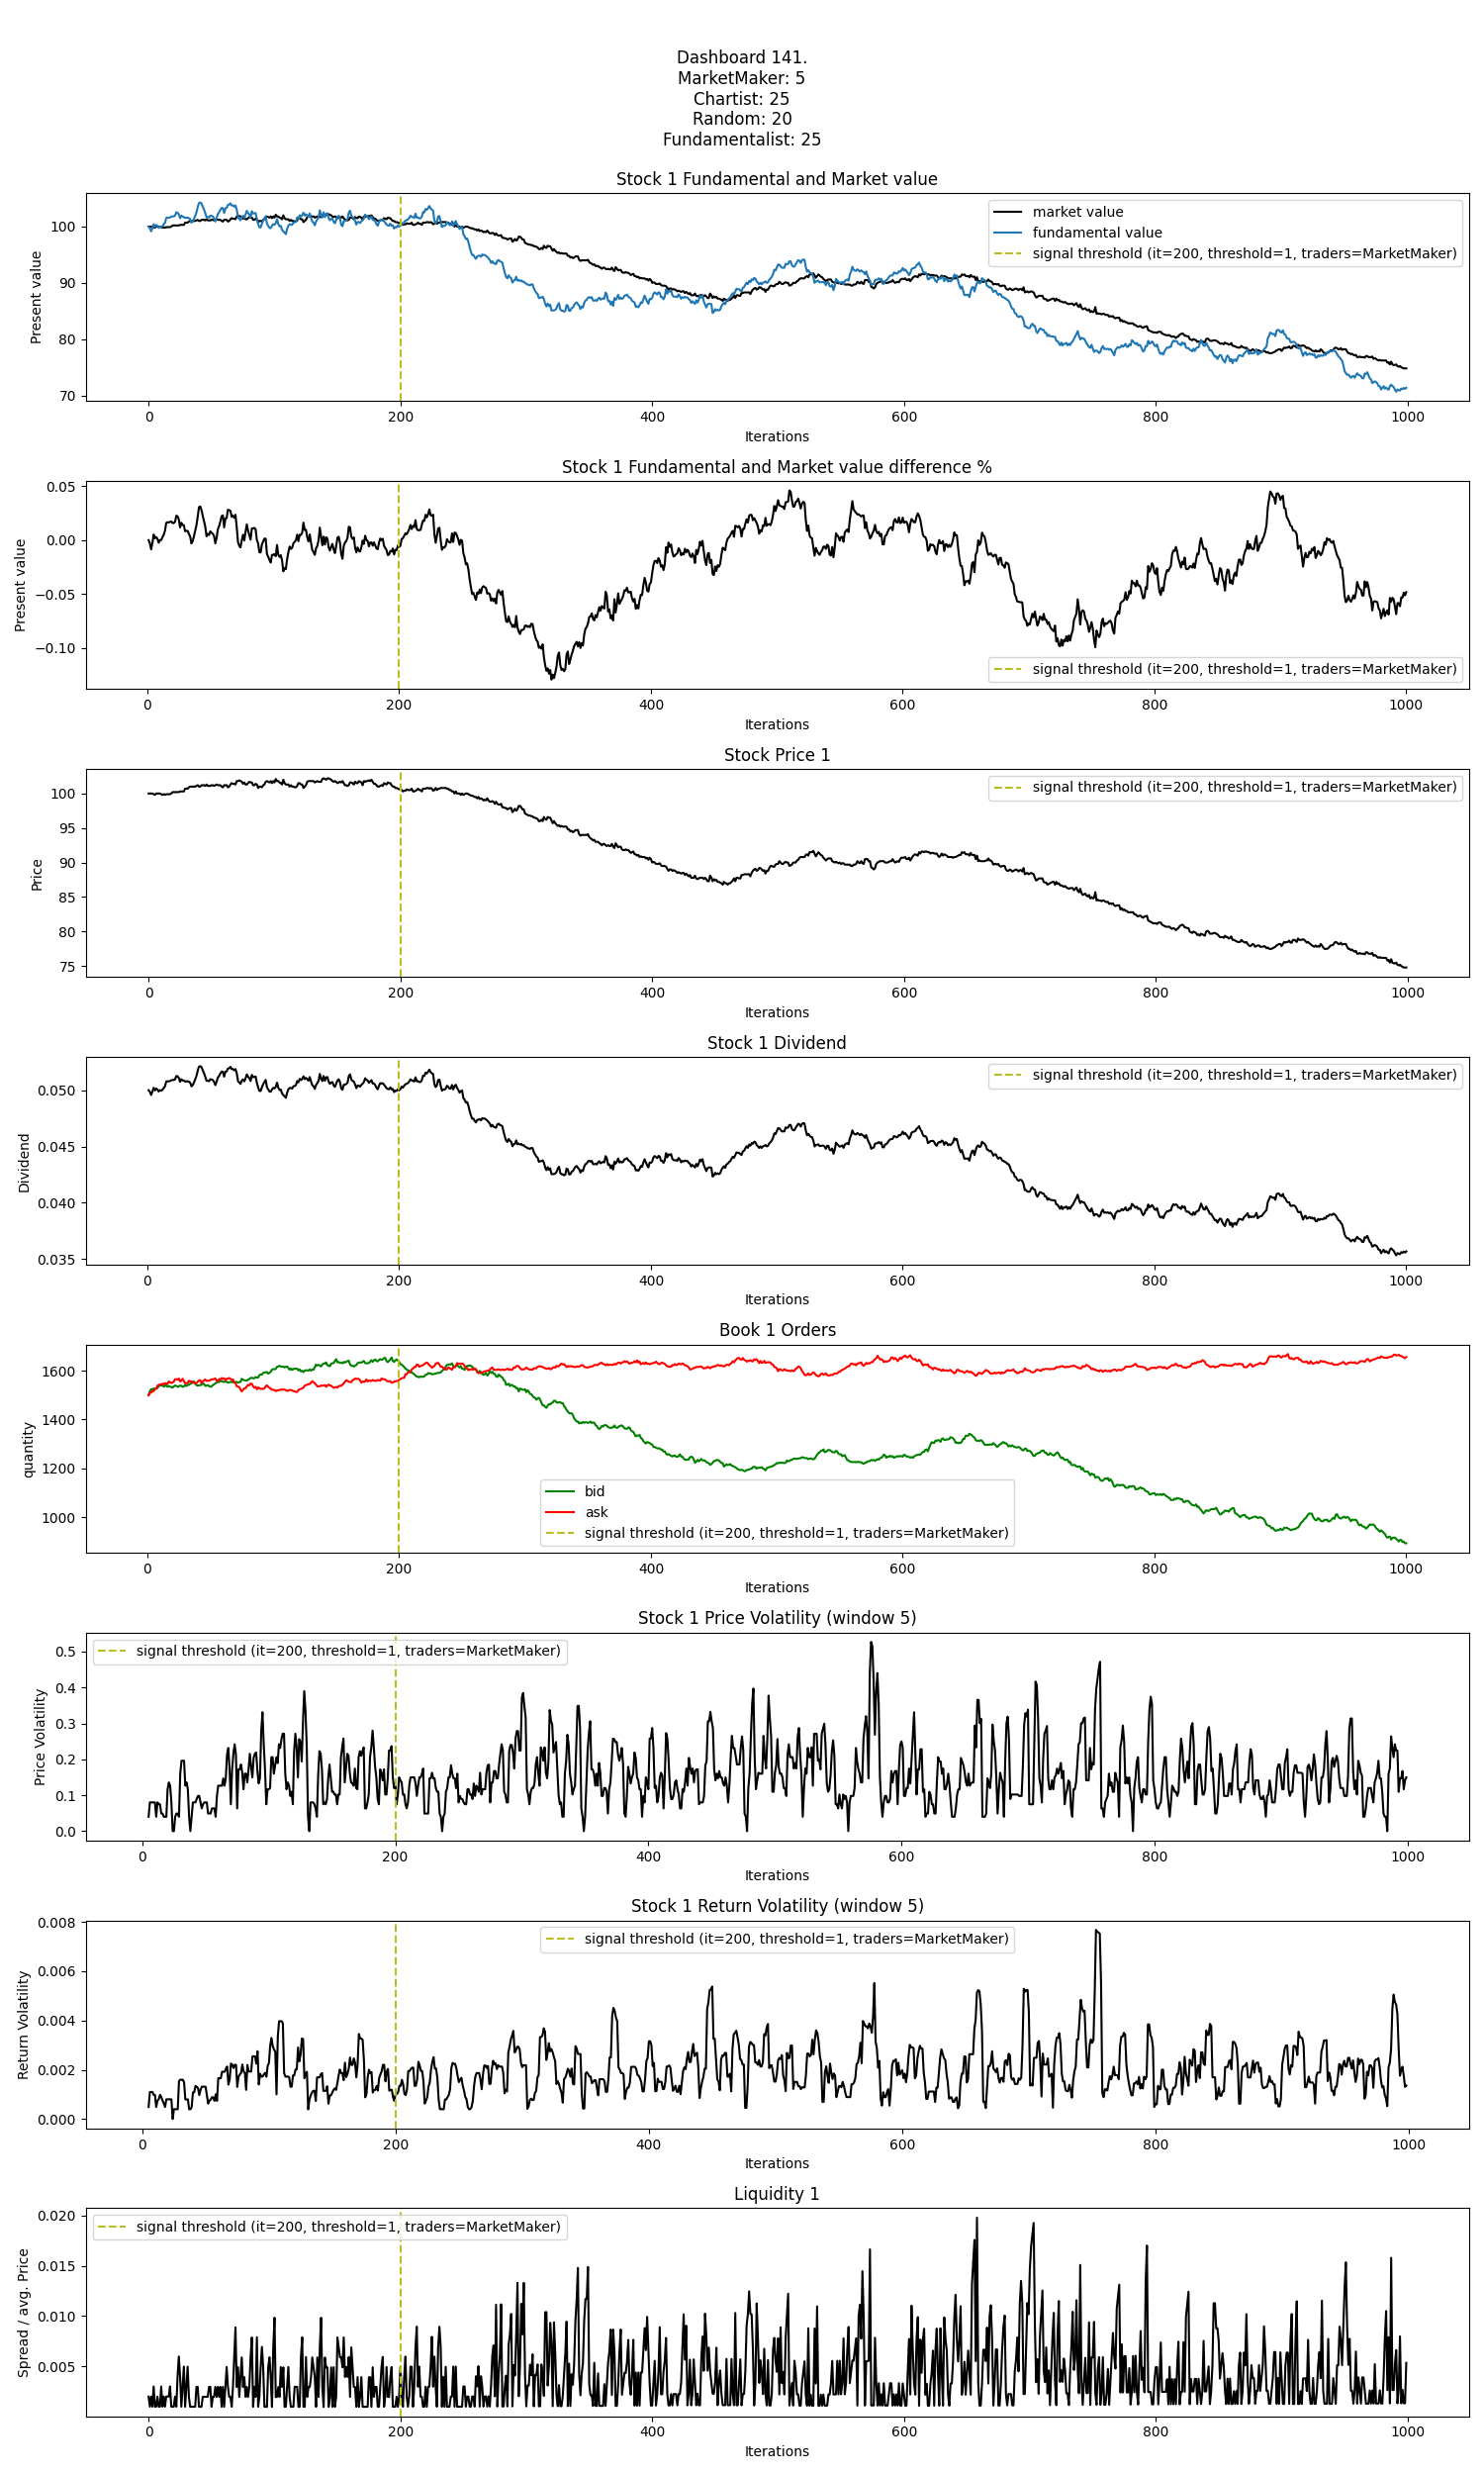 Dashboard 141.
MarketMaker: 5
Chartist: 25
Random: 20
Fundamentalist: 25
Stock 1 Fundamental and Market value
market value
fundamental value
signal threshold (it=200, threshold=1, traders=MarketMaker)
Present value
100
90
80
70
0 200 400 600 800 1000
Iterations
Stock 1 Fundamental and Market value difference %
Present value
0.05
0.00
−0.05
−0.10
signal threshold (it=200, threshold=1, traders=MarketMaker)
0 200 400 600 800 1000
Iterations
Stock Price 1
signal threshold (it=200, threshold=1, traders=MarketMaker)
Price
100
95
90
85
80
75
0 200 400 600 800 1000
Iterations
Stock 1 Dividend
signal threshold (it=200, threshold=1, traders=MarketMaker)
Dividend
0.050
0.045
0.040
0.035
0 200 400 600 800 1000
Iterations
Book 1 Orders
quantity
1600
1400
1200
1000
bid
ask
signal threshold (it=200, threshold=1, traders=MarketMaker)
0 200 400 600 800 1000
Iterations
Stock 1 Price Volatility (window 5)
signal threshold (it=200, threshold=1, traders=MarketMaker)
Price Volatility
0.5
0.4
0.3
0.2
0.1
0.0
0 200 400 600 800 1000
Iterations
Stock 1 Return Volatility (window 5)
signal threshold (it=200, threshold=1, traders=MarketMaker)
Return Volatility
0.008
0.006
0.004
0.002
0.000
0 200 400 600 800 1000
Iterations
Liquidity 1
signal threshold (it=200, threshold=1, traders=MarketMaker)
Spread / avg. Price
0.020
0.015
0.010
0.005
0 200 400 600 800 1000
Iterations